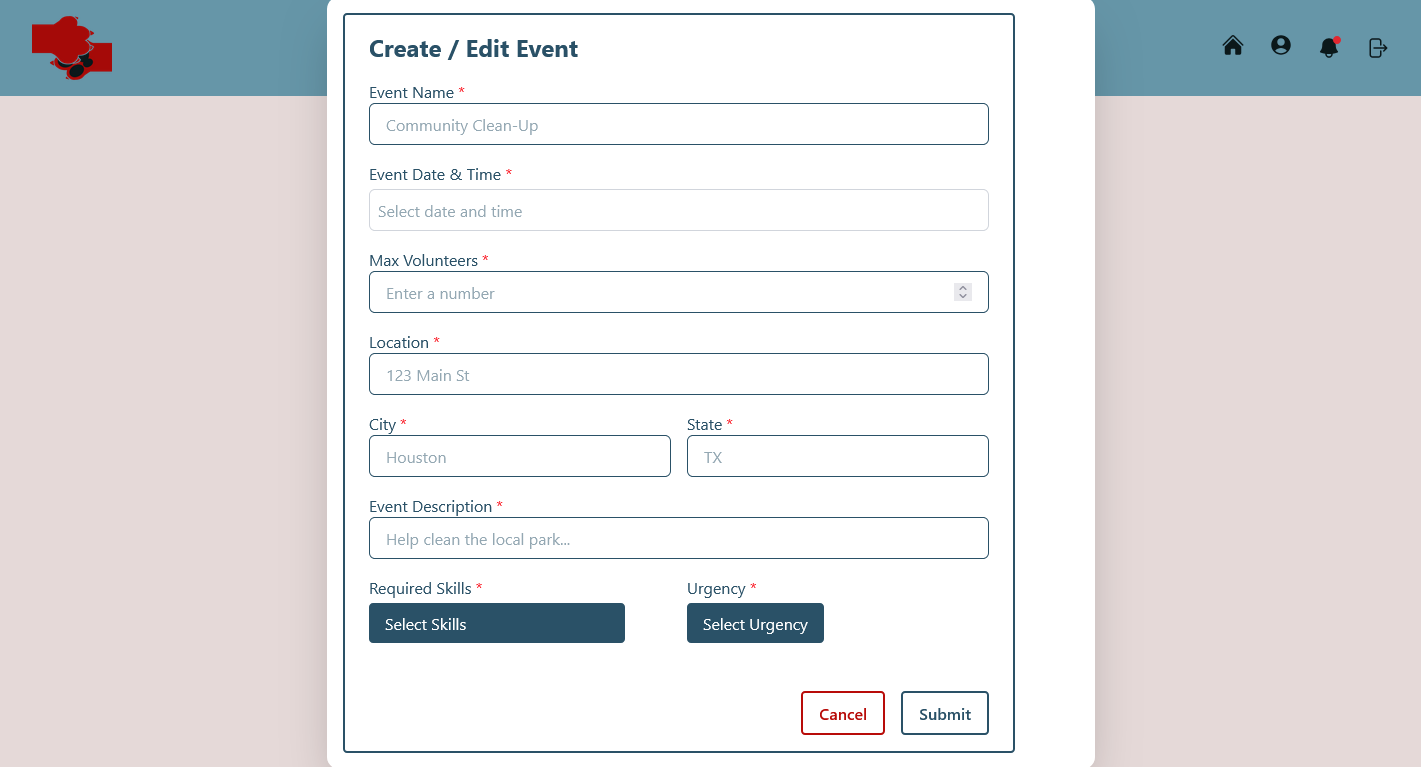 Create / Edit Event
Event Name *
Community Clean-Up
Event Date & Time *
Select date and time
Max Volunteers *
Enter a number
Location *
123 Main St
City * State *
Houston TX
Event Description *
Help clean the local park...
Required Skills * Urgency *
Select Skills Select Urgency
Cancel Submit